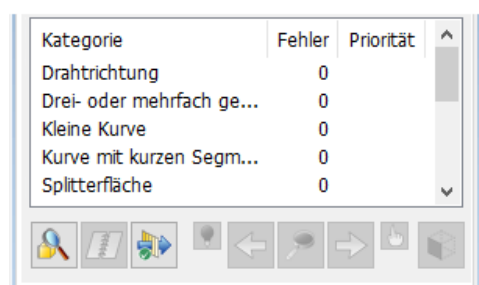 Kategorie Fehler Priorität
Drahtrichtung 0
Drei- oder mehrfach ge... 0
Kleine Kurve 0
Kurve mit kurzen Segm... 0
Splitterfläche 0